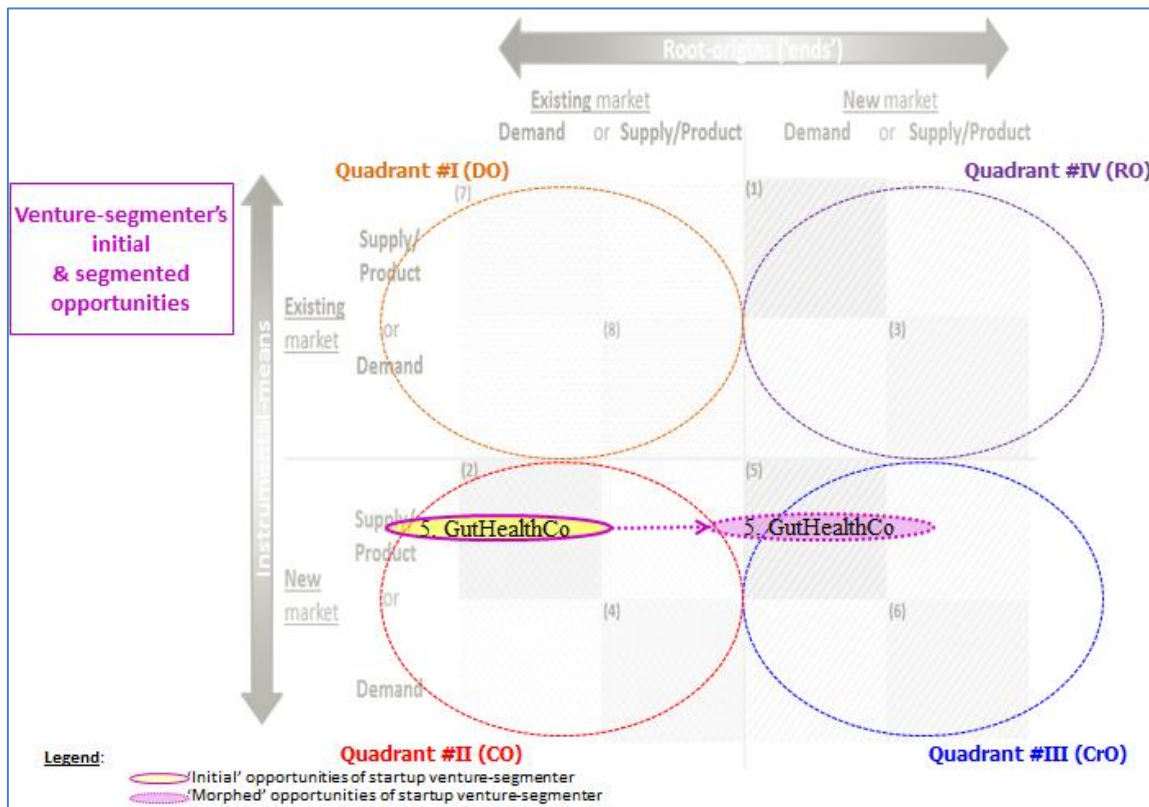 Root-origins ('ends')
Existing market
New market
Demand or Supply/Product
Demand or Supply/Product
Quadrant #I (DO)
Quadrant #IV (RO)
(7)
(1)
Venture-segmenter's
initial
& segmented
opportunities
Supply/
Product
Existing
market
or
Demand
(8)
(3)
Instrumental-means
(2)
(5)
Supply/
Product
5. GutHealthCo
5. GutHealthCo
New
market
or
Demand
(4)
(6)
Quadrant #II (CO)
Quadrant #III (CrO)
Legend:
'Initial' opportunities of startup venture-segmenter
'Morphed' opportunities of startup venture-segmenter